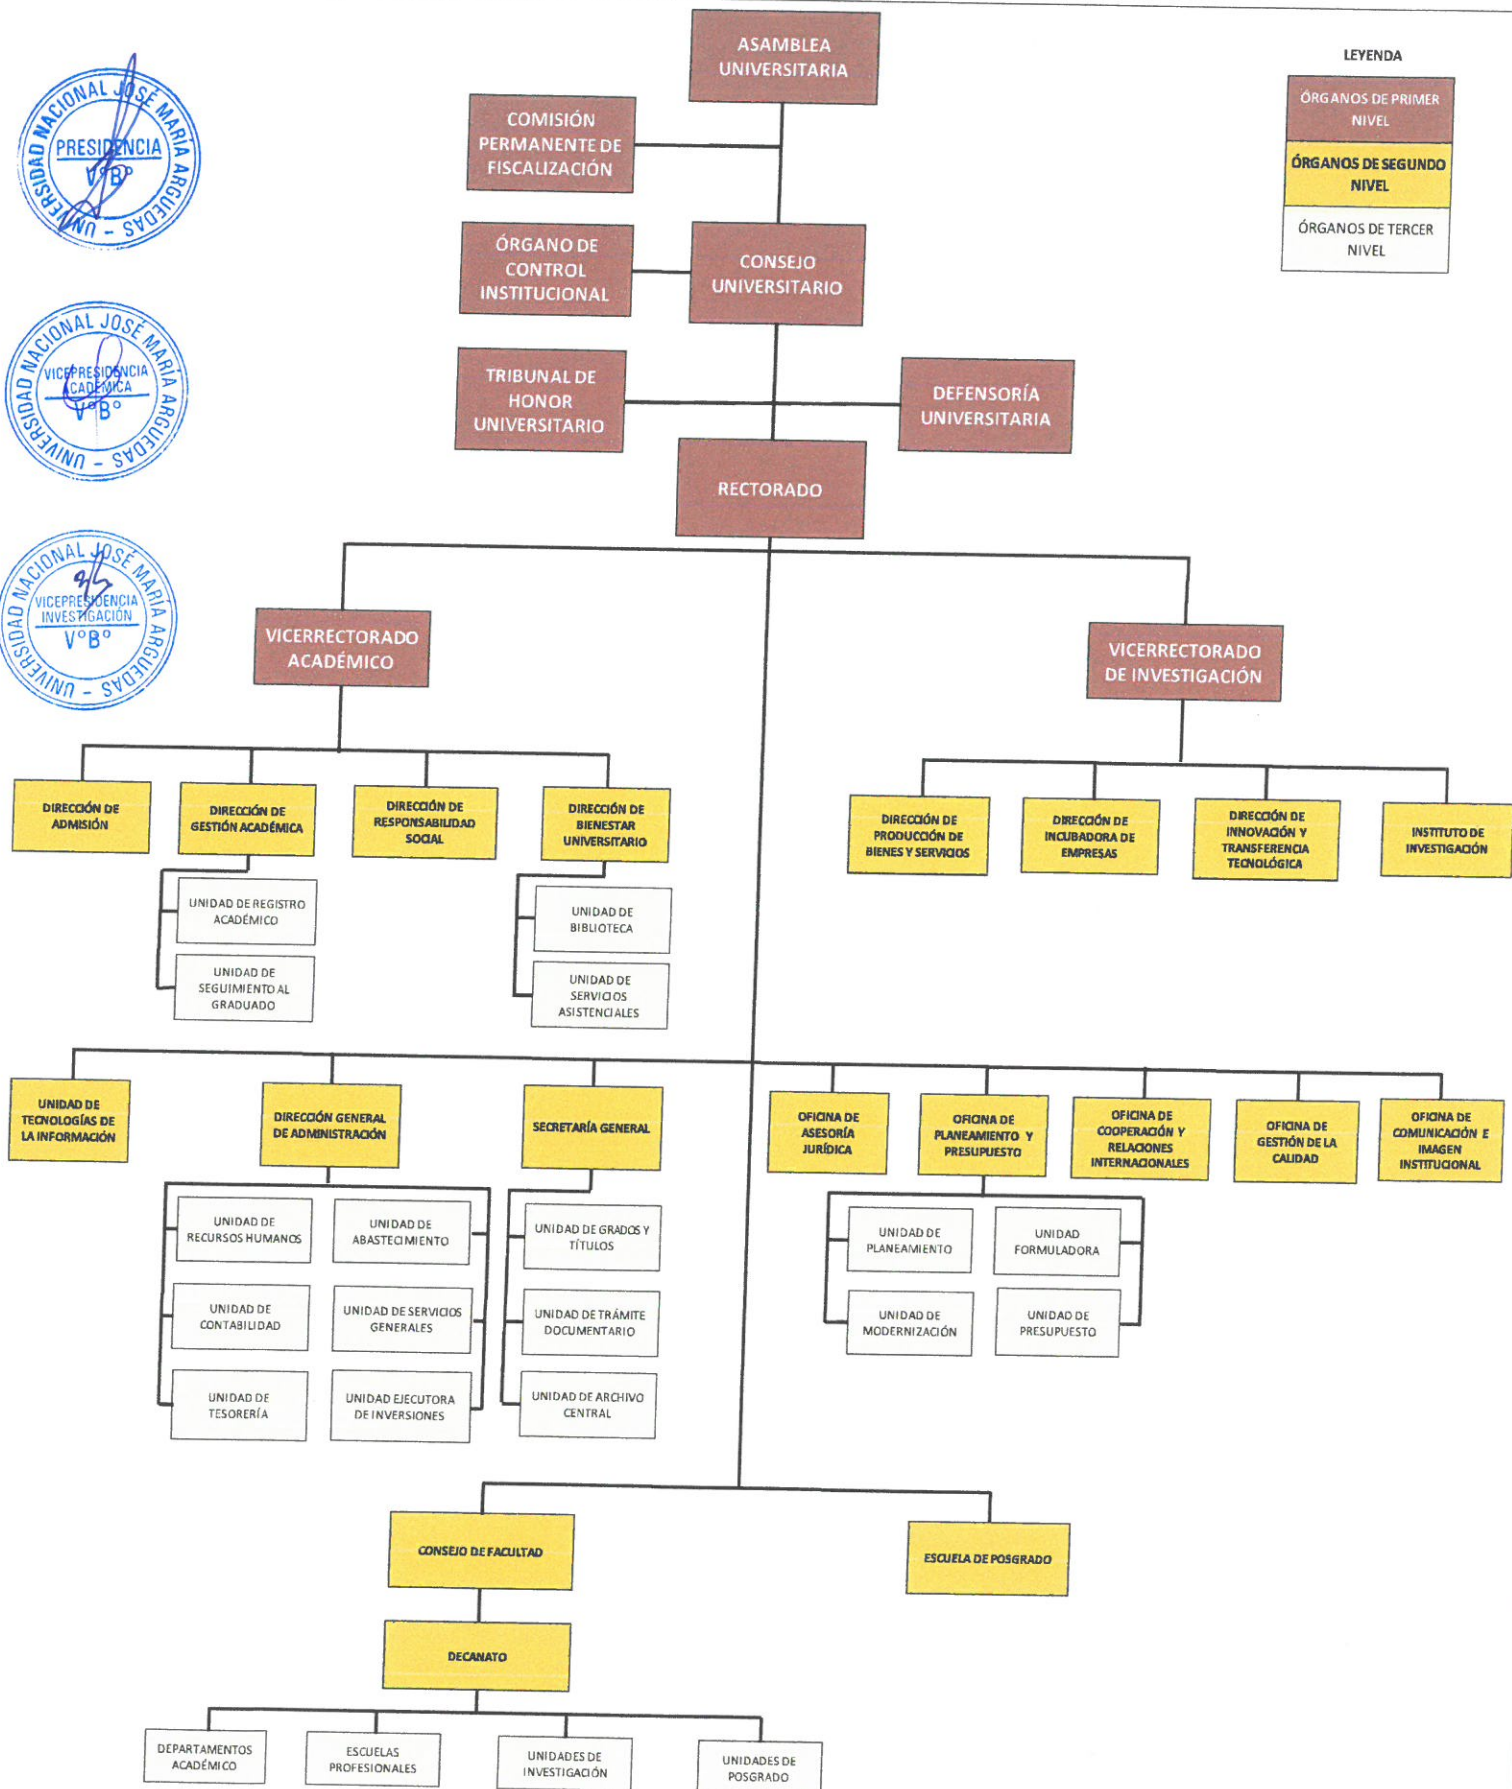 ASAMBLEA
UNIVERSITARIA
LEYENDA
ÓRGANOS DE PRIMER
NIVEL
ÓRGANOS DE SEGUNDO
NIVEL
ÓRGANOS DE TERCER
NIVEL
UNIVERSIDAD NACIONAL JOSÉ MARÍA ARGUEDAS -
PRESIDENCIA
V°B°
COMISIÓN
PERMANENTE DE
FISCALIZACIÓN
ÓRGANO DE
CONTROL
INSTITUCIONAL
CONSEJO
UNIVERSITARIO
UNIVERSIDAD NACIONAL JOSÉ MARÍA ARGUEDAS -
VICEPRESIDENCIA
ACADÉMICA
V°B°
TRIBUNAL DE
HONOR
UNIVERSITARIO
DEFENSORÍA
UNIVERSITARIA
RECTORADO
UNIVERSIDAD NACIONAL JOSÉ MARÍA ARGUEDAS -
VICEPRESIDENCIA
INVESTIGACIÓN
V°B°
VICERRECTORADO
ACADÉMICO
VICERRECTORADO
DE INVESTIGACIÓN
DIRECCIÓN DE
ADMISIÓN
DIRECCIÓN DE
GESTIÓN ACADÉMICA
DIRECCIÓN DE
RESPONSABILIDAD
SOCIAL
DIRECCIÓN DE
BIENESTAR
UNIVERSITARIO
DIRECCIÓN DE
PRODUCCIÓN DE
BIENES Y SERVICIOS
DIRECCIÓN DE
INCUBADORA DE
EMPRESAS
DIRECCIÓN DE
INNOVACIÓN Y
TRANSFERENCIA
TECNOLÓGICA
INSTITUTO DE
INVESTIGACIÓN
UNIDAD DE REGISTRO
ACADÉMICO
UNIDAD DE
SEGUIMIENTO AL
GRADUADO
UNIDAD DE
BIBLIOTECA
UNIDAD DE
SERVICIOS
ASISTENCIALES
UNIDAD DE
TECNOLOGÍAS DE
LA INFORMACIÓN
DIRECCIÓN GENERAL
DE ADMINISTRACIÓN
SECRETARÍA GENERAL
OFICINA DE
ASESORÍA
JURÍDICA
OFICINA DE
PLANEAMIENTO Y
PRESUPUESTO
OFICINA DE
COOPERACIÓN Y
RELACIONES
INTERNACIONALES
OFICINA DE
GESTIÓN DE LA
CALIDAD
OFICINA DE
COMUNICACIÓN E
IMAGEN
INSTITUCIONAL
UNIDAD DE
RECURSOS HUMANOS
UNIDAD DE
ABASTECIMIENTO
UNIDAD DE GRADOS Y
TÍTULOS
UNIDAD DE
PLANEAMIENTO
UNIDAD
FORMULADORA
UNIDAD DE
CONTABILIDAD
UNIDAD DE SERVICIOS
GENERALES
UNIDAD DE TRÁMITE
DOCUMENTARIO
UNIDAD DE
MODERNIZACIÓN
UNIDAD DE
PRESUPUESTO
UNIDAD DE
TESORERÍA
UNIDAD EJECUTORA
DE INVERSIONES
UNIDAD DE ARCHIVO
CENTRAL
CONSEJO DE FACULTAD
ESCUELA DE POSGRADO
DECANATO
DEPARTAMENTOS
ACADÉMICO
ESCUELAS
PROFESIONALES
UNIDADES DE
INVESTIGACIÓN
UNIDADES DE
POSGRADO